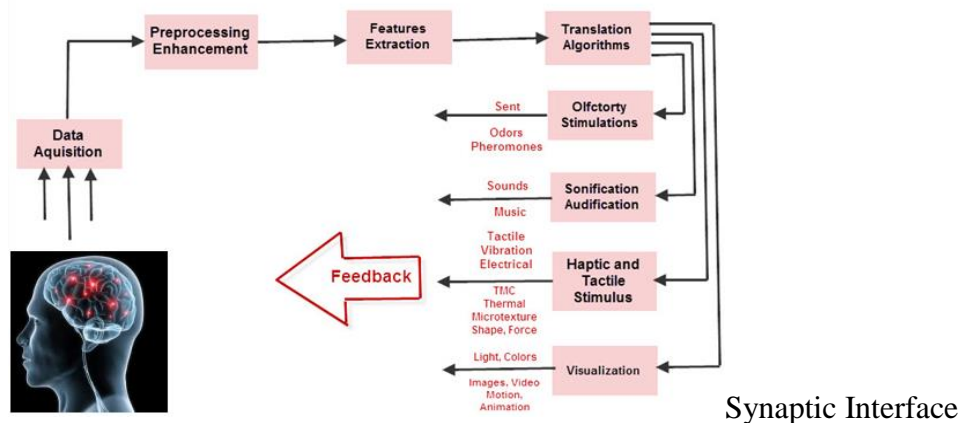 Preprocessing
Enhancement
Features
Extraction
Translation
Algorithms
Data
Aquisition
Sent
Odors
Pheromones
Olfctorty
Stimulations
Sounds
Music
Sonification
Audification
Tactile
Vibration
Electrical
TMC
Thermal
Microtexture
Shape, Force
Haptic and
Tactile
Stimulus
Feedback
Light, Colors
Images, Video
Motion,
Animation
Visualization
Synaptic Interface